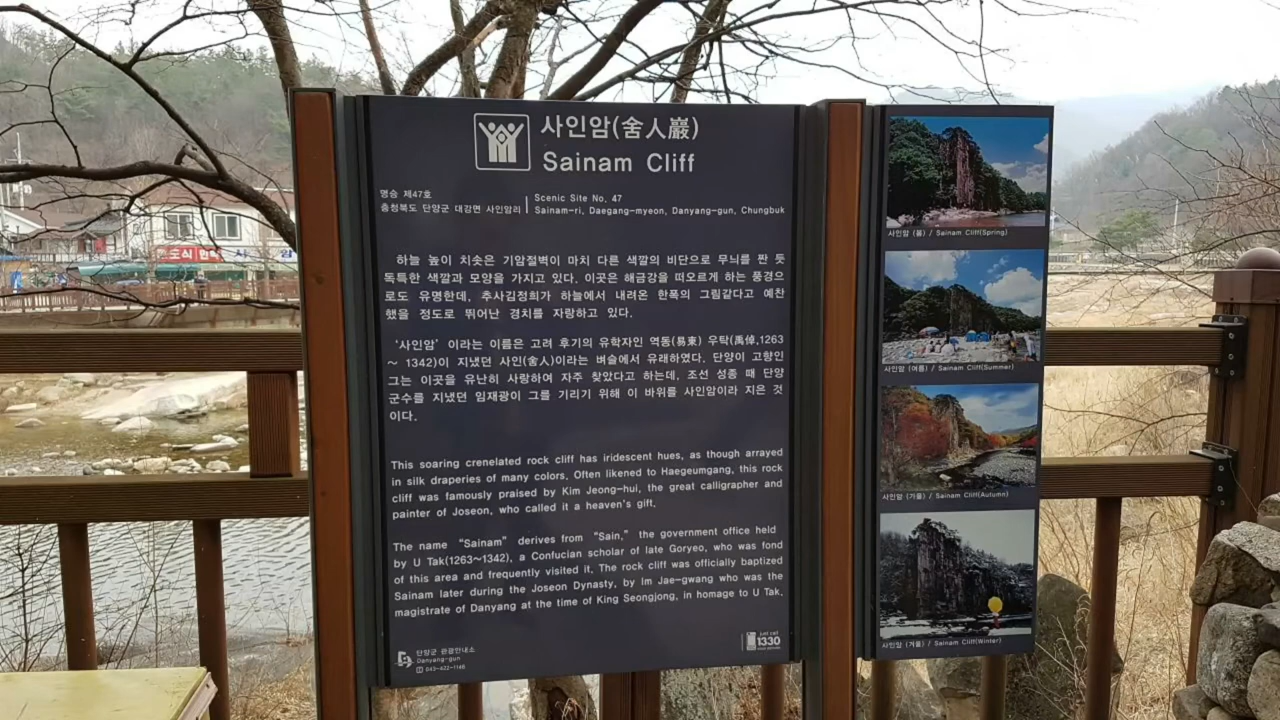 사인암(舍人巖)
Sainam Cliff
명승 제47호
충청북도 단양군 대강면 사인암리
Scenic Site No. 47
Sainam-ri, Daegang-myeon, Danyang-gun, Chungbuk
하늘 높이 치솟은 기암절벽이 마치 다른 색깔의 비단으로 무늬를 짠 듯
독특한 색깔과 모양을 가지고 있다. 이곳은 해금강을 떠오르게 하는 풍경으
로도 유명한데, 추사김정희가 하늘에서 내려온 한폭의 그림같다고 예찬
했을 정도로 뛰어난 경치를 자랑하고 있다.
'사인암' 이라는 이름은 고려 후기의 유학자인 역동(易東) 우탁(禹倬,1263
~ 1342)이 지냈던 사인(舍人)이라는 벼슬에서 유래하였다. 단양이 고향인
그는 이곳을 유난히 사랑하여 자주 찾았다고 하는데, 조선 성종 때 단양
군수를 지냈던 임재광이 그를 기리기 위해 이 바위를 사인암이라 지은 것
이다.
This soaring crenelated rock cliff has iridescent hues, as though arrayed
in silk draperies of many colors. Often likened to Haegeumgang, this rock
cliff was famously praised by Kim Jeong-hui, the great calligrapher and
painter of Joseon, who called it a heaven's gift.
The name "Sainam" derives from "Sain," the government office held
by U Tak(1263~1342), a Confucian scholar of late Goryeo, who was fond
of this area and frequently visited it. The rock cliff was officially baptized
Sainam later during the Joseon Dynasty, by Im Jae-gwang who was the
magistrate of Danyang at the time of King Seongjong, in homage to U Tak.
단양군 관광안내소
Danyang-gun
043-422-1146
1330
사인암 (봄) / Sainam Cliff(Spring)
사인암 (여름) / Sainam Cliff(Summer)
사인암 (가을) / Sainam Cliff(Autumn)
사인암 (겨울) / Sainam Cliff(Winter)